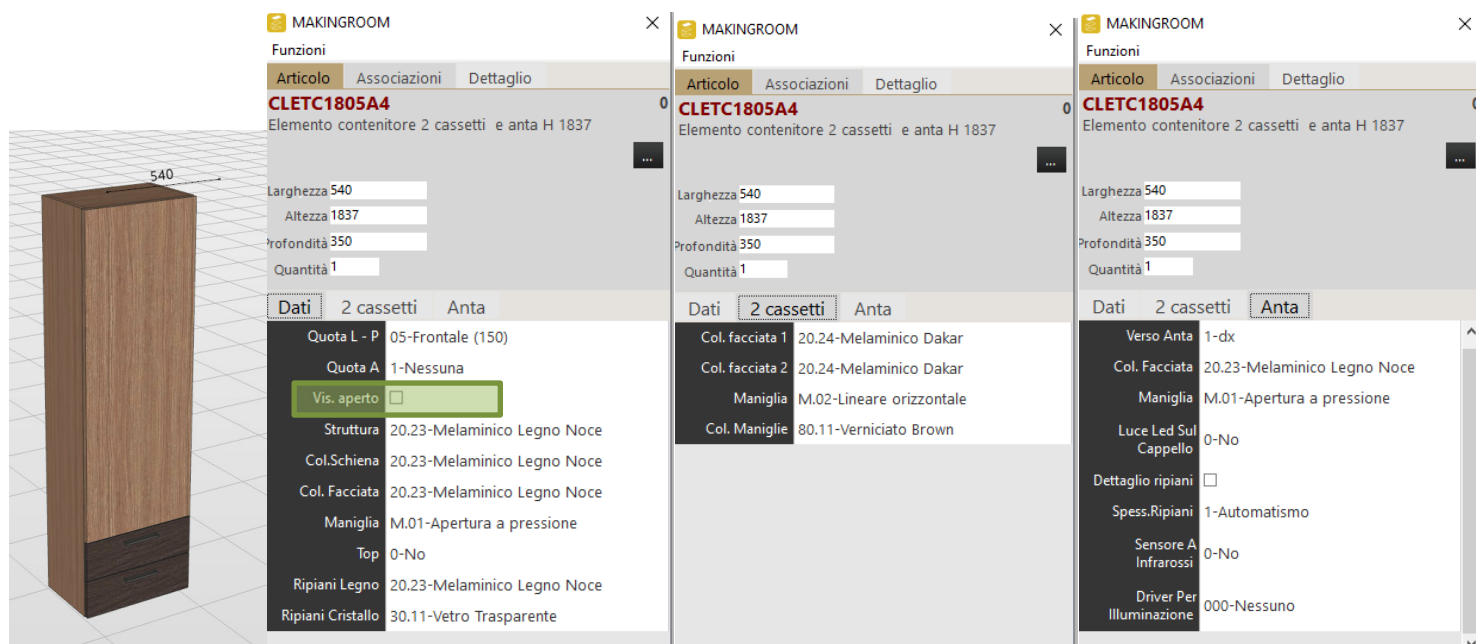 540
MAKINGROOM
Funzioni
Articolo Associazioni Dettaglio
CLETC1805A4 0
Elemento contenitore 2 cassetti e anta H 1837
...
Larghezza 540
Altezza 1837
Profondità 350
Quantità 1
Dati 2 cassetti Anta
Quota L - P 05-Frontale (150)
Quota A 1-Nessuna
Vis. aperto
Struttura 20.23-Melaminico Legno Noce
Col.Schiena 20.23-Melaminico Legno Noce
Col. Facciata 20.23-Melaminico Legno Noce
Maniglia M.01-Apertura a pressione
Top 0-No
Ripiani Legno 20.23-Melaminico Legno Noce
Ripiani Cristallo 30.11-Vetro Trasparente
MAKINGROOM
Funzioni
Articolo Associazioni Dettaglio
CLETC1805A4 0
Elemento contenitore 2 cassetti e anta H 1837
...
Larghezza 540
Altezza 1837
Profondità 350
Quantità 1
Dati 2 cassetti Anta
Col. facciata 1 20.24-Melaminico Dakar
Col. facciata 2 20.24-Melaminico Dakar
Maniglia M.02-Lineare orizzontale
Col. Maniglie 80.11-Verniciato Brown
MAKINGROOM
Funzioni
Articolo Associazioni Dettaglio
CLETC1805A4 0
Elemento contenitore 2 cassetti e anta H 1837
...
Larghezza 540
Altezza 1837
Profondità 350
Quantità 1
Dati 2 cassetti Anta
Verso Anta 1-dx
Col. Facciata 20.23-Melaminico Legno Noce
Maniglia M.01-Apertura a pressione
Luce Led Sul
Cappello 0-No
Dettaglio ripiani
Spess.Ripiani 1-Automatismo
Sensore A
Infrarossi 0-No
Driver Per
Illuminazione 000-Nessuno